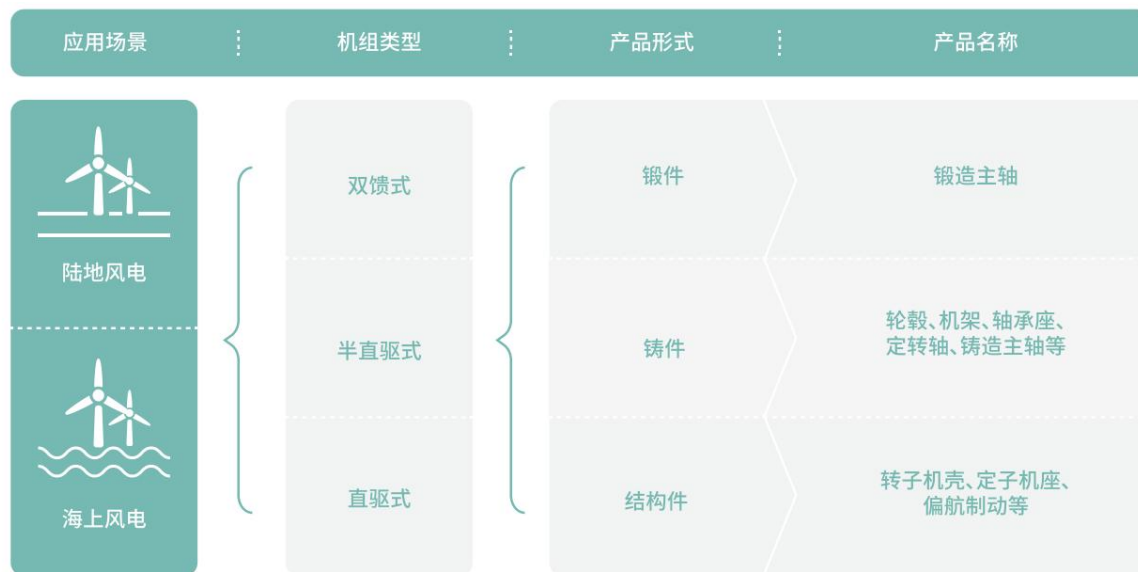 应用场景
机组类型
产品形式
产品名称
陆地风电
海上风电
双馈式
半直驱式
直驱式
锻件
锻造主轴
铸件
轮毂、机架、轴承座、
定转轴、铸造主轴等
结构件
转子机壳、定子机座、
偏航制动等